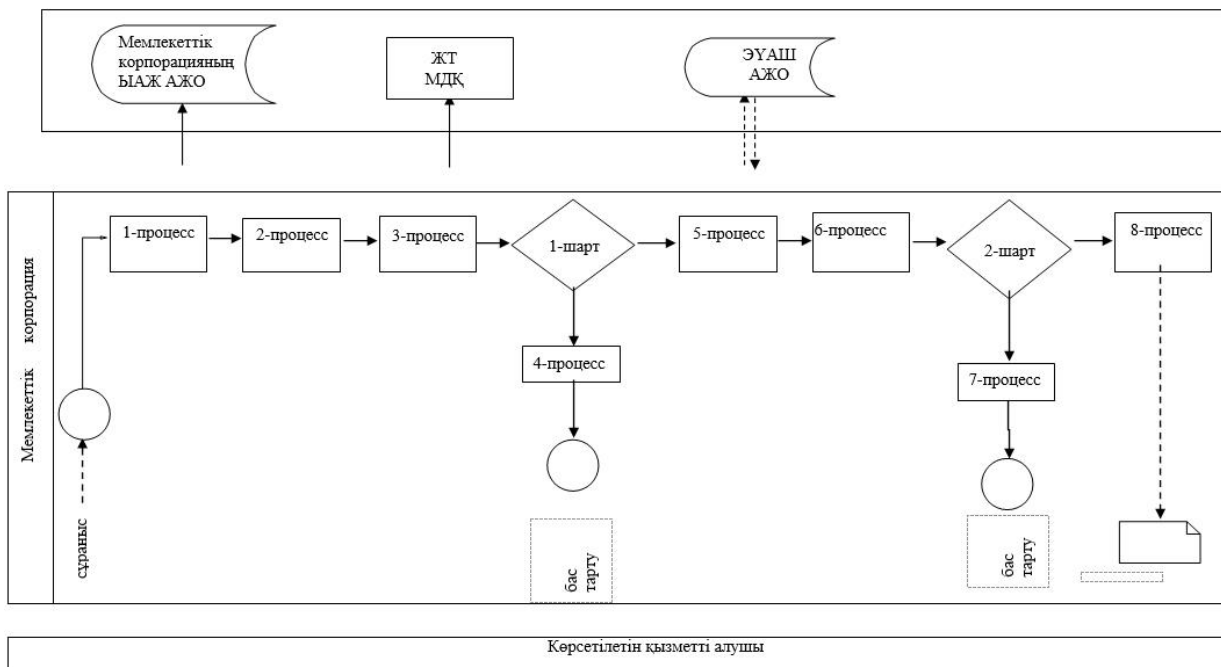 Мемлекеттік
корпорацияның
ЫАЖ АЖО
ЖТ
МДҚ
ЭҮАШ
АЖО
Мемлекеттік корпорация
1-процесс
2-процесс
3-процесс
1-шарт
5-процесс
6-процесс
2-шарт
8-процесс
4-процесс
7-процесс
сұраныс
бас
тарту
бас
тарту
Көрсетілетін қызметті алушы